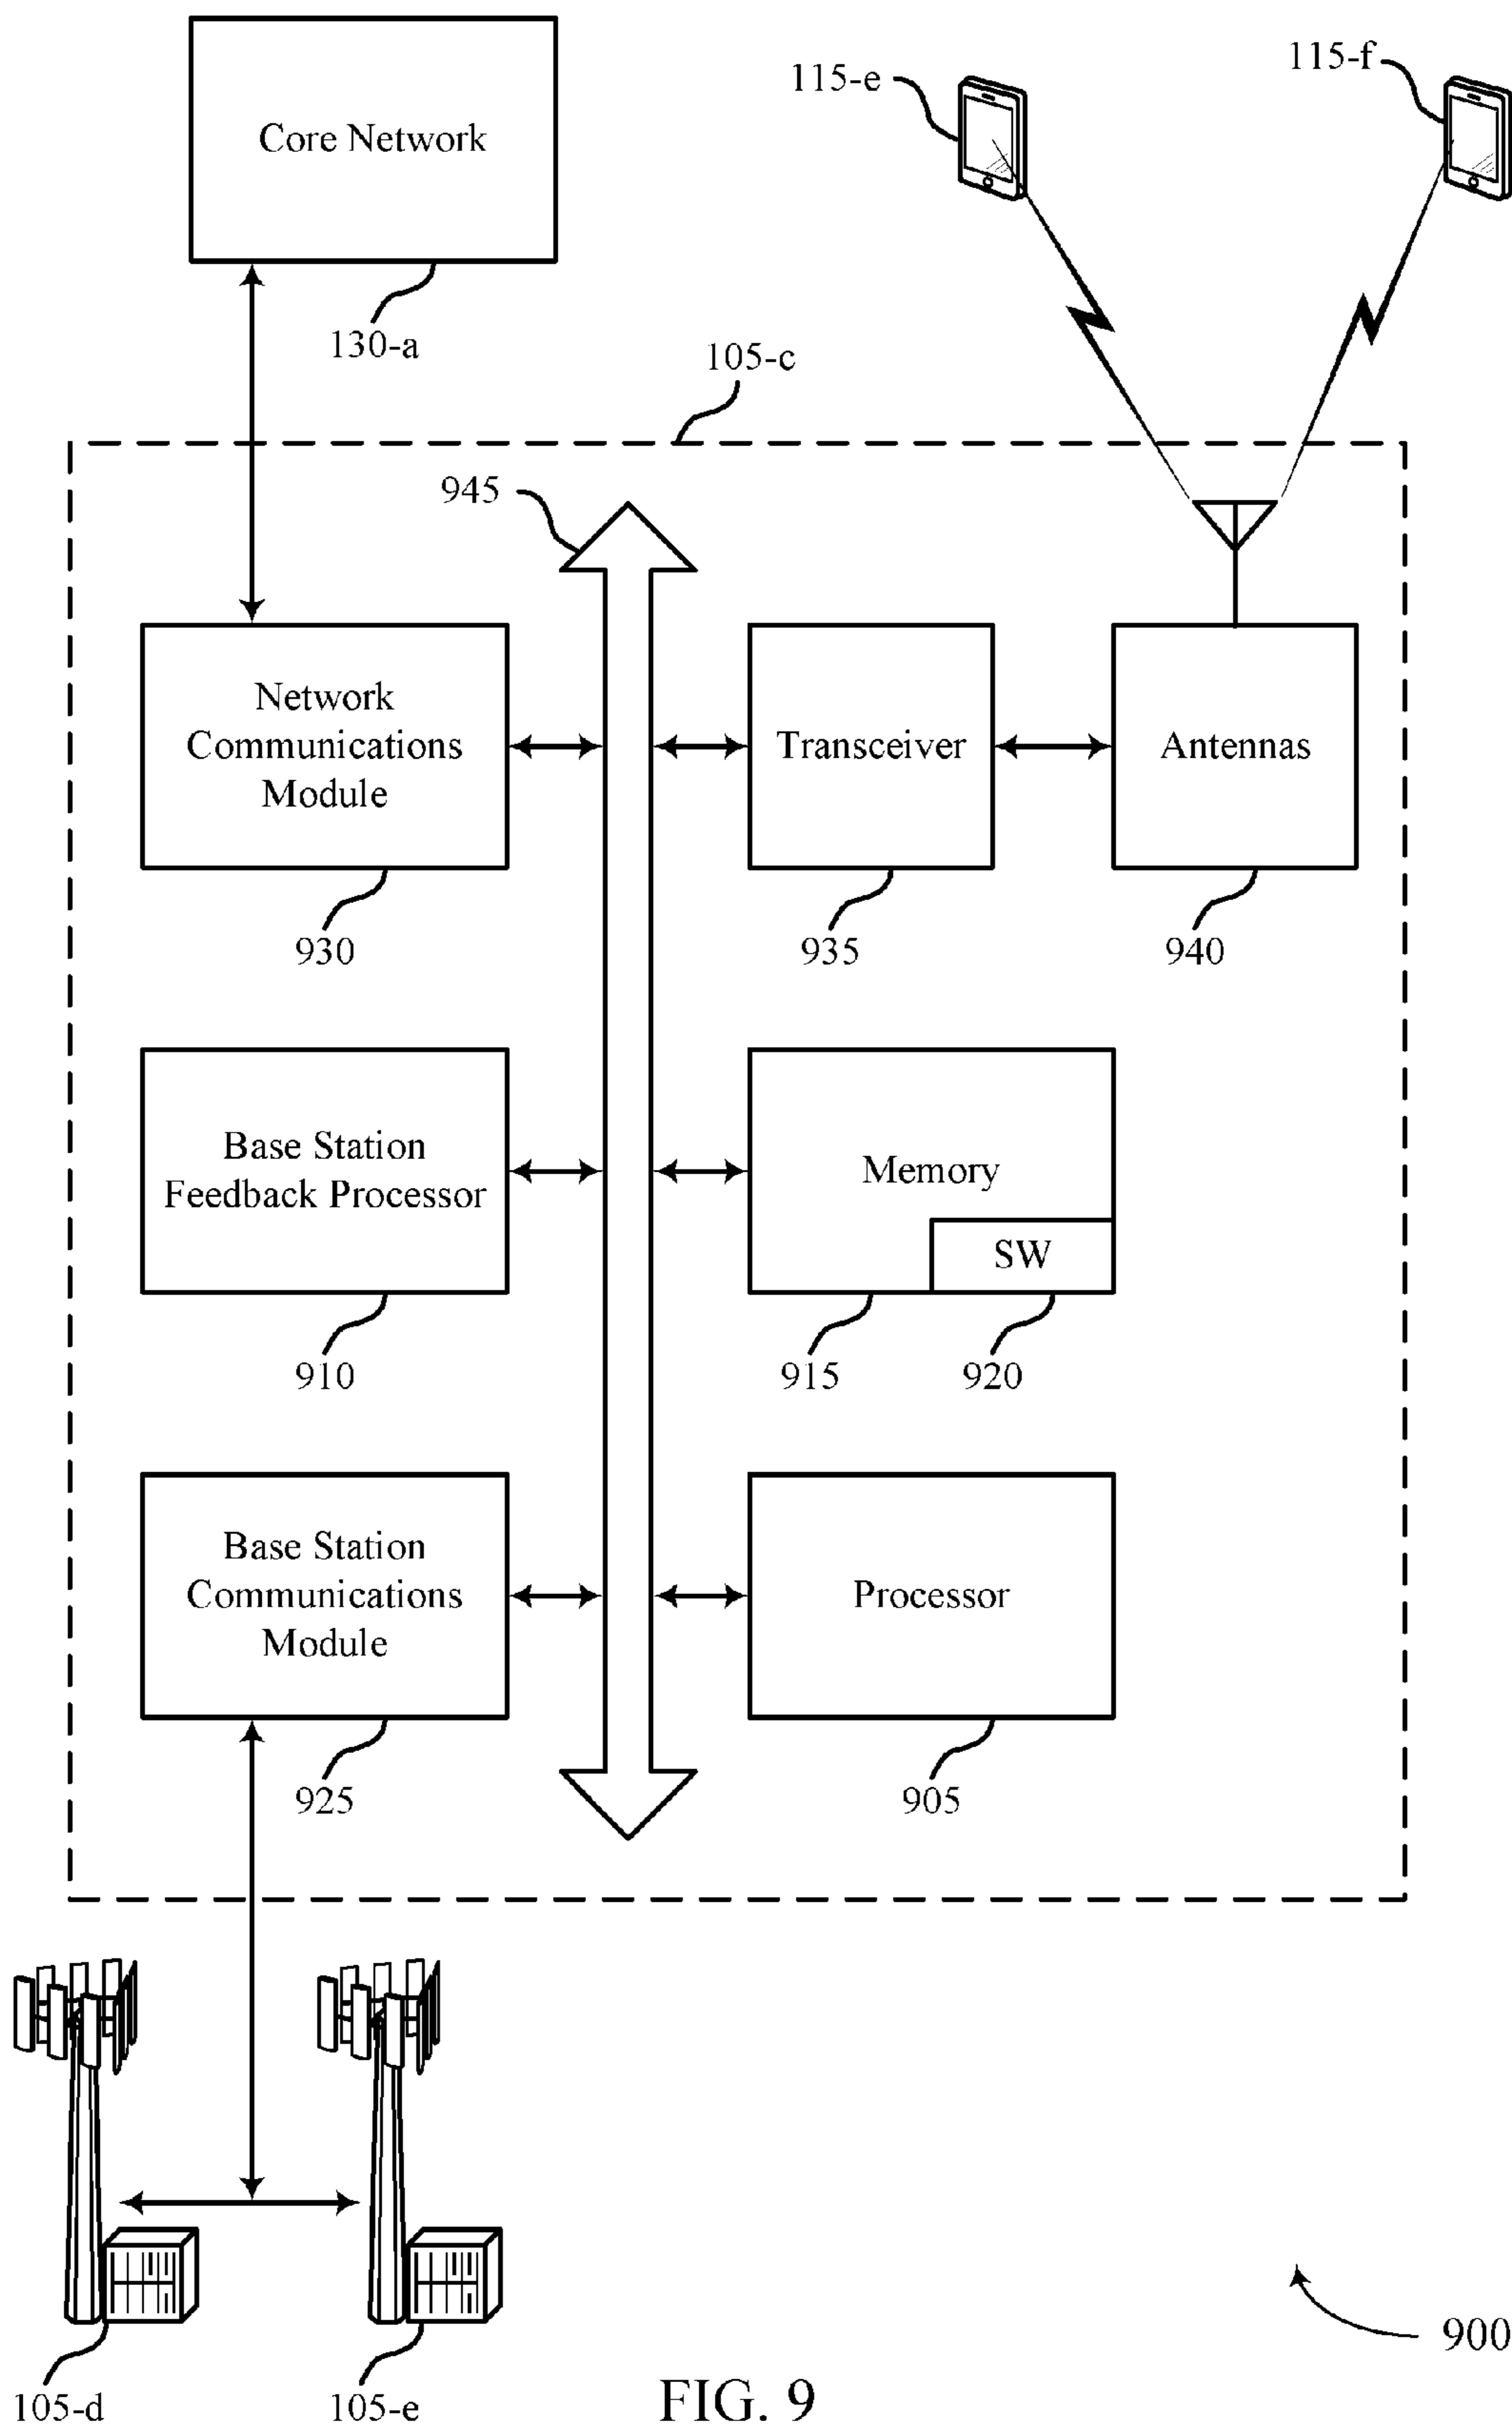 115-f
115-e
Core Network
130-a
105-c
945
Network
Communications
Module
Transceiver
Antennas
930
935
940
Base Station
Feedback Processor
Memory
SW
910
915
920
Base Station
Communications
Module
Processor
925
905
900
105-d
105-e
FIG. 9